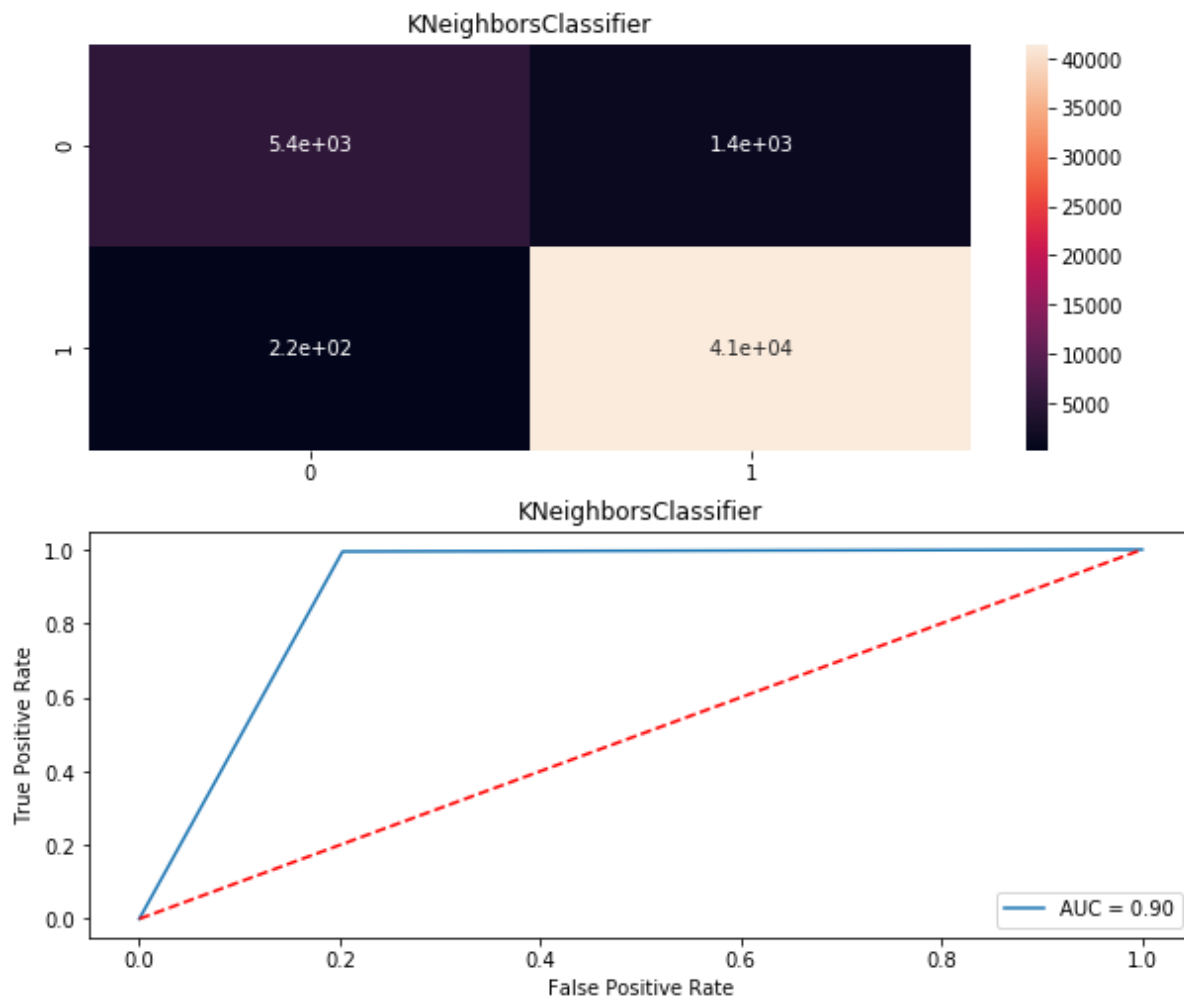 KNeighborsClassifier
0
5.4e+03
1.4e+03
1
2.2e+02
4.1e+04
0
1
40000
35000
30000
25000
20000
15000
10000
5000
KNeighborsClassifier
True Positive Rate
1.0
0.8
0.6
0.4
0.2
0.0
AUC = 0.90
0.0
0.2
0.4
0.6
0.8
1.0
False Positive Rate